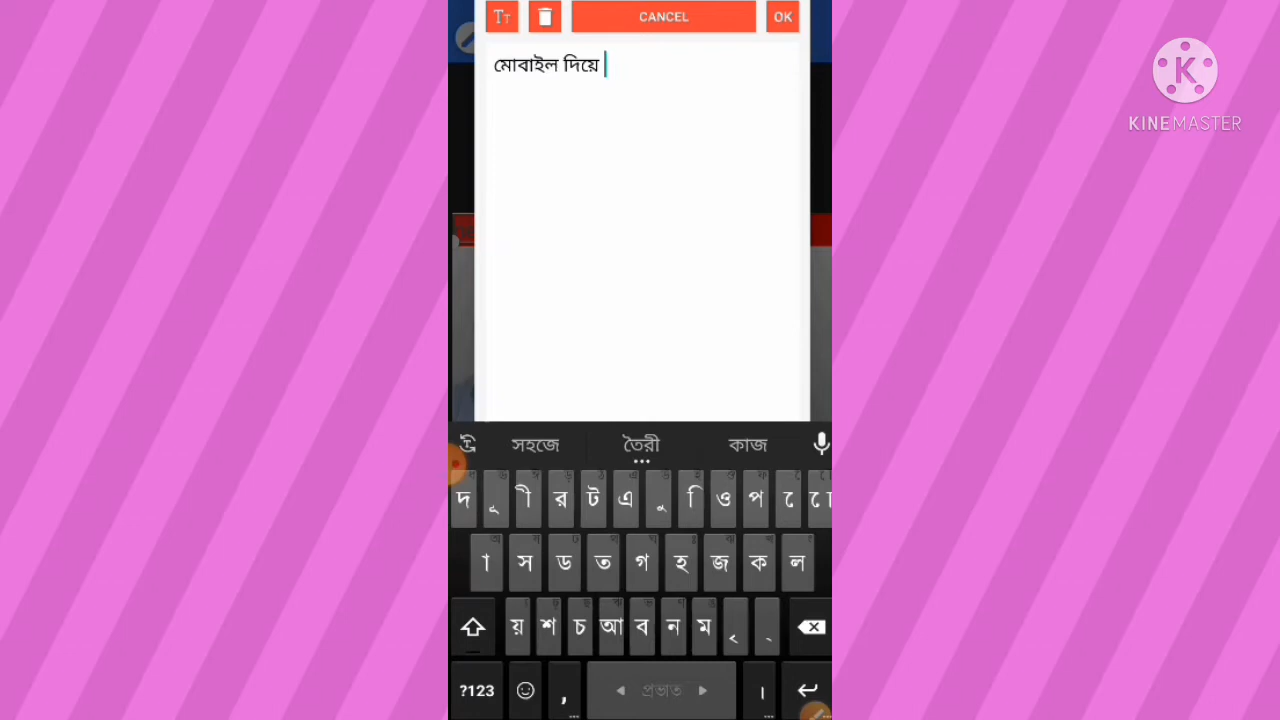 CANCEL
OK
মোবাইল দিয়ে
KINEMASTER
সহজে তৈরী কাজ
দ ূ ী র ট এ ু ি ও প ে ো
া স ড ত গ হ জ ক ল
য় শ চ আ ব ন ম ৃ ্
?123 , প্রভাত ।